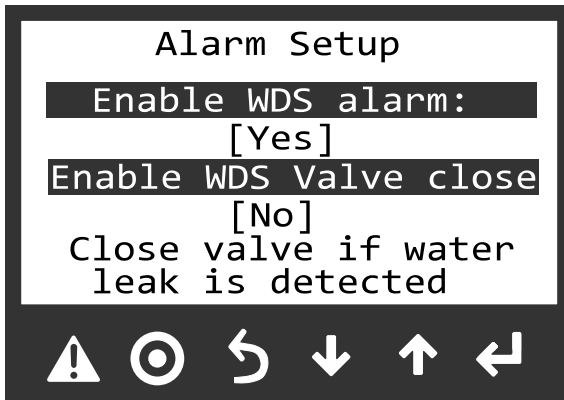 Alarm Setup
Enable WDS alarm:
[Yes]
Enable WDS Valve close
[No]
Close valve if water
leak is detected